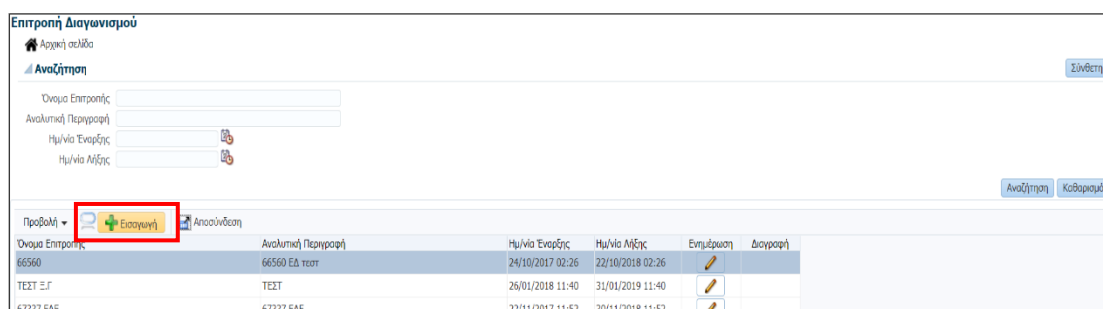 Επιτροπή Διαγωνισμού
Αρχική σελίδα
Αναζήτηση
Όνομα Επιτροπής
Αναλυτική Περιγραφή
Ημ/νία Έναρξης
Ημ/νία Λήξης
Αναζήτηση
Προβολή Εισαγωγή Αποσύνδεση
Όνομα Επιτροπής Αναλυτική Περιγραφή Ημ/νία Έναρξης Ημ/νία Λήξης Ενημέρωση Διαγραφή
66560 66560 ΕΔ τεστ 24/10/2017 02:26 22/10/2018 02:26
ΤΕΣΤ Ξ.Γ ΤΕΣΤ 26/01/2018 11:40 31/01/2019 11:40